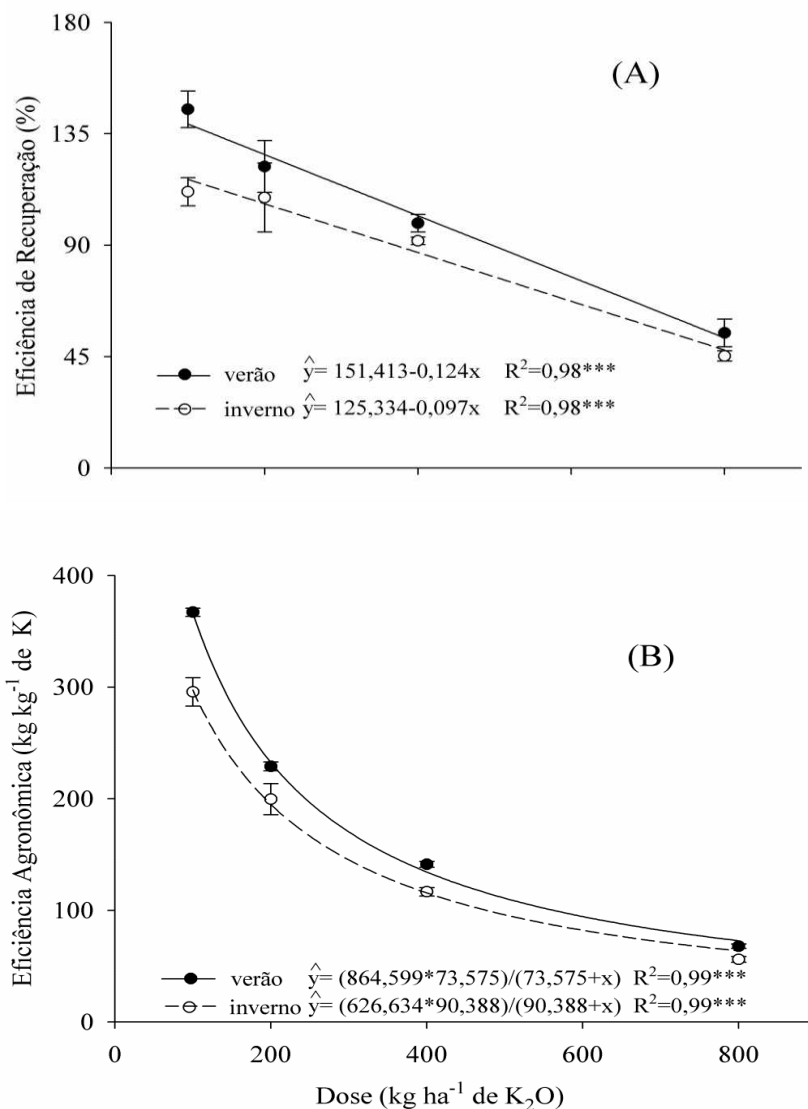 180
(A)
135
90
45
0
Eficiência de Recuperação (%)
verão ŷ= 151,413-0,124x R²=0,98***
inverno ŷ= 125,334-0,097x R²=0,98***
400
(B)
300
200
100
0
Eficiência Agronômica (kg kg⁻¹ de K)
verão ŷ= (864,599*73,575)/(73,575+x) R²=0,99***
inverno ŷ= (626,634*90,388)/(90,388+x) R²=0,99***
0 200 400 600 800
Dose (kg ha⁻¹ de K₂O)